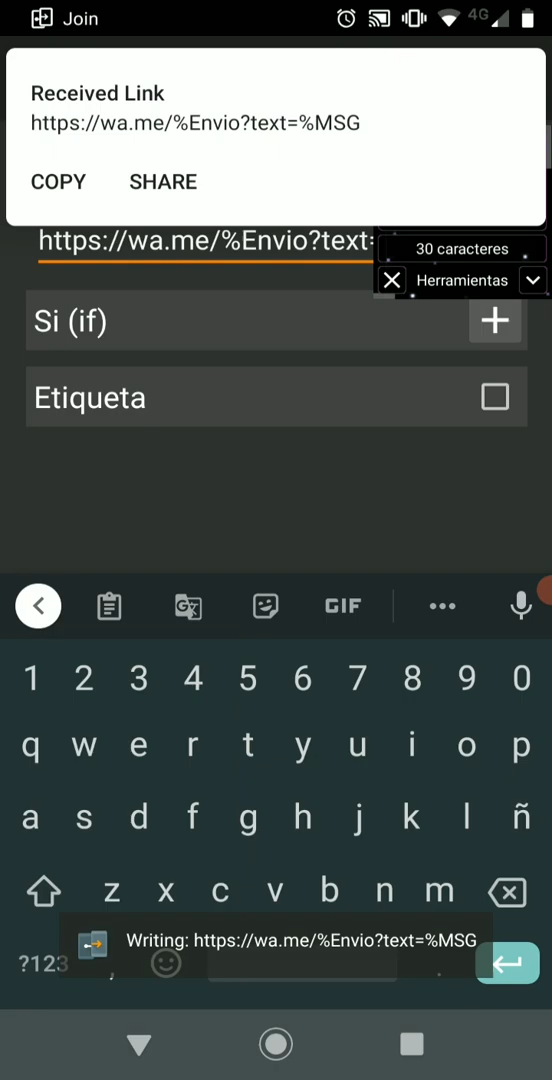 Join
4G
Received Link
https://wa.me/%Envio?text=%MSG
COPY SHARE
https://wa.me/%Envio?text=
30 caracteres
Herramientas
Si (if)
Etiqueta
GIF
1 2 3 4 5 6 7 8 9 0
q w e r t y u i o p
a s d f g h j k l ñ
z x c v b n m
Writing: https://wa.me/%Envio?text=%MSG
?123 , .